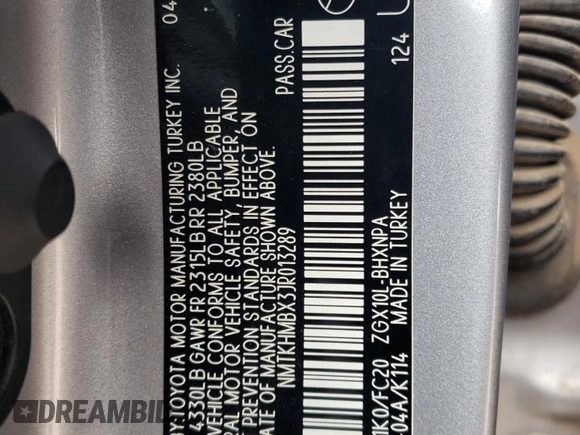 04
BY: TOYOTA MOTOR MANUFACTURING TURKEY INC.
4330LB GAWR FR 2315LB RR 2380LB
VEHICLE CONFORMS TO ALL APPLICABLE
MOTOR VEHICLE SAFETY, BUMPER, AND
PREVENTION STANDARDS IN EFFECT ON
DATE OF MANUFACTURE SHOWN ABOVE.
NMTKHMBX3JR013289 PASS.CAR
1K0/FC20 ZGX10L-BHXNPA
04A/K114 MADE IN TURKEY 124
DREAMBID